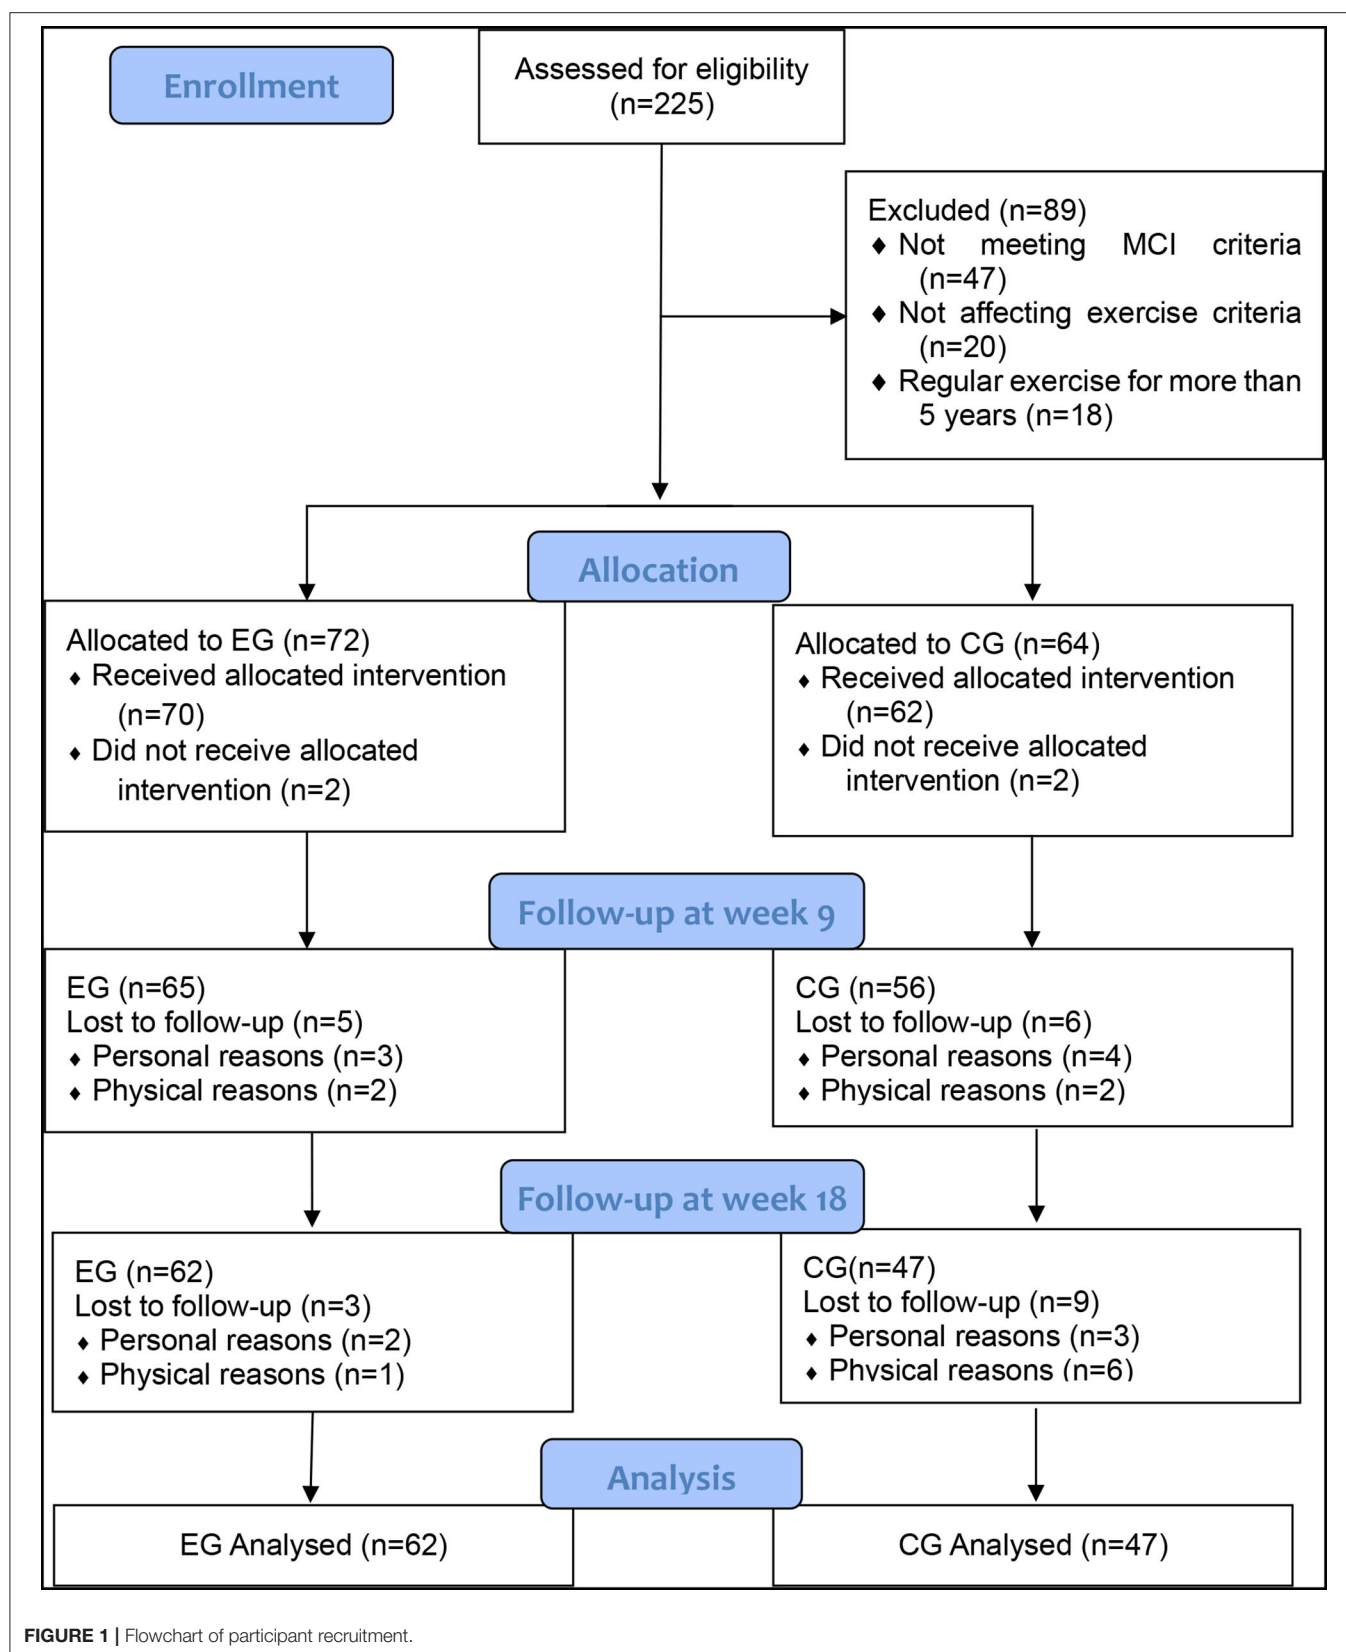 Enrollment
Assessed for eligibility
(n=225)
Excluded (n=89)
♦ Not meeting MCI criteria
(n=47)
♦ Not affecting exercise criteria
(n=20)
♦ Regular exercise for more than
5 years (n=18)
Allocation
Allocated to EG (n=72)
♦ Received allocated intervention
(n=70)
♦ Did not receive allocated
intervention (n=2)
Allocated to CG (n=64)
♦ Received allocated intervention
(n=62)
♦ Did not receive allocated
intervention (n=2)
Follow-up at week 9
EG (n=65)
Lost to follow-up (n=5)
♦ Personal reasons (n=3)
♦ Physical reasons (n=2)
CG (n=56)
Lost to follow-up (n=6)
♦ Personal reasons (n=4)
♦ Physical reasons (n=2)
Follow-up at week 18
EG (n=62)
Lost to follow-up (n=3)
♦ Personal reasons (n=2)
♦ Physical reasons (n=1)
CG(n=47)
Lost to follow-up (n=9)
♦ Personal reasons (n=3)
♦ Physical reasons (n=6)
Analysis
EG Analysed (n=62)
CG Analysed (n=47)
FIGURE 1 | Flowchart of participant recruitment.